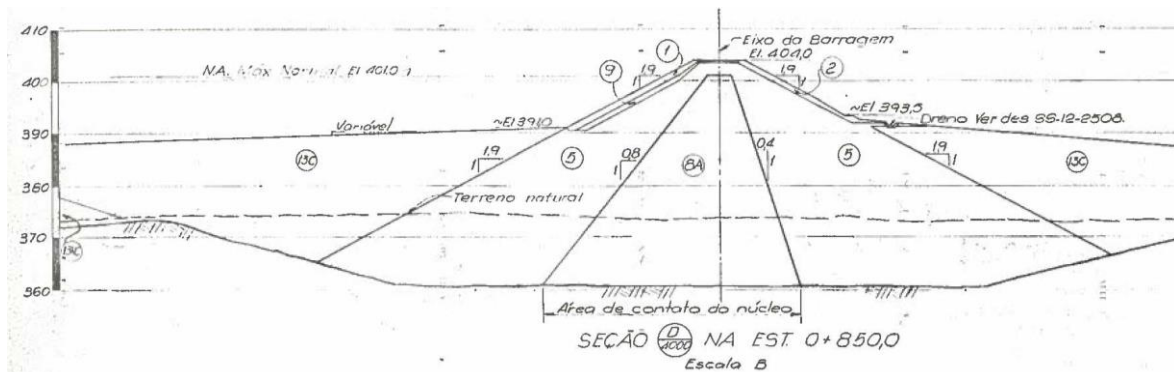 410
Eixo da Barragem
El. 404,0
1
1,9
1
1,9
1
2
N.A. Máx Normal El 401,0
400
9
~El 393,5
Dreno Ver des SS-12-2508.
Variável
~El 391,0
390
13C
1,9
1
5
0,8
1
8A
0,4
1
5
1,9
1
13C
360
Terreno natural
370
13C
360
Área de contato do núcleo
SEÇÃO D/4000 NA EST. 0+850,0
Escala B